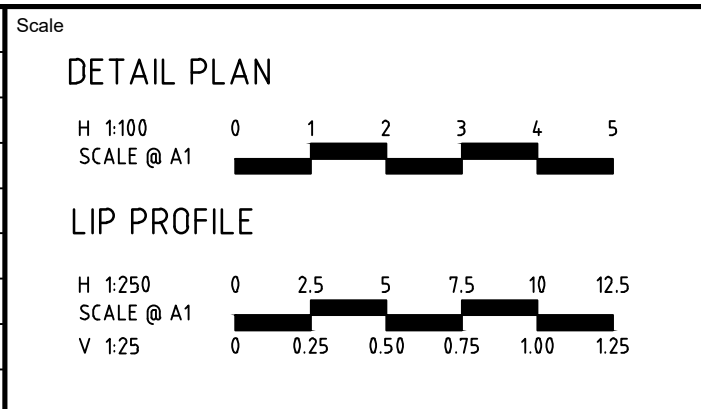 Scale
DETAIL PLAN
H 1:100 0 1 2 3 4 5
SCALE @ A1
LIP PROFILE
H 1:250 0 2.5 5 7.5 10 12.5
SCALE @ A1
V 1:25 0 0.25 0.50 0.75 1.00 1.25